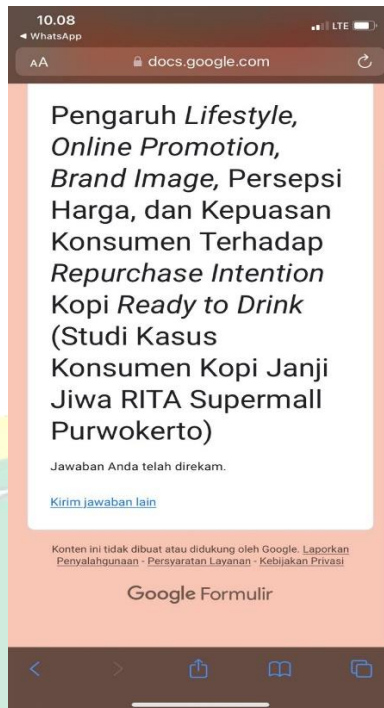 10.08
LTE
◄ WhatsApp
AA
docs.google.com
Pengaruh Lifestyle,
Online Promotion,
Brand Image, Persepsi
Harga, dan Kepuasan
Konsumen Terhadap
Repurchase Intention
Kopi Ready to Drink
(Studi Kasus
Konsumen Kopi Janji
Jiwa RITA Supermall
Purwokerto)
Jawaban Anda telah direkam.
Kirim jawaban lain
Konten ini tidak dibuat atau didukung oleh Google. Laporkan
Penyalahgunaan - Persyaratan Layanan - Kebijakan Privasi
Google Formulir